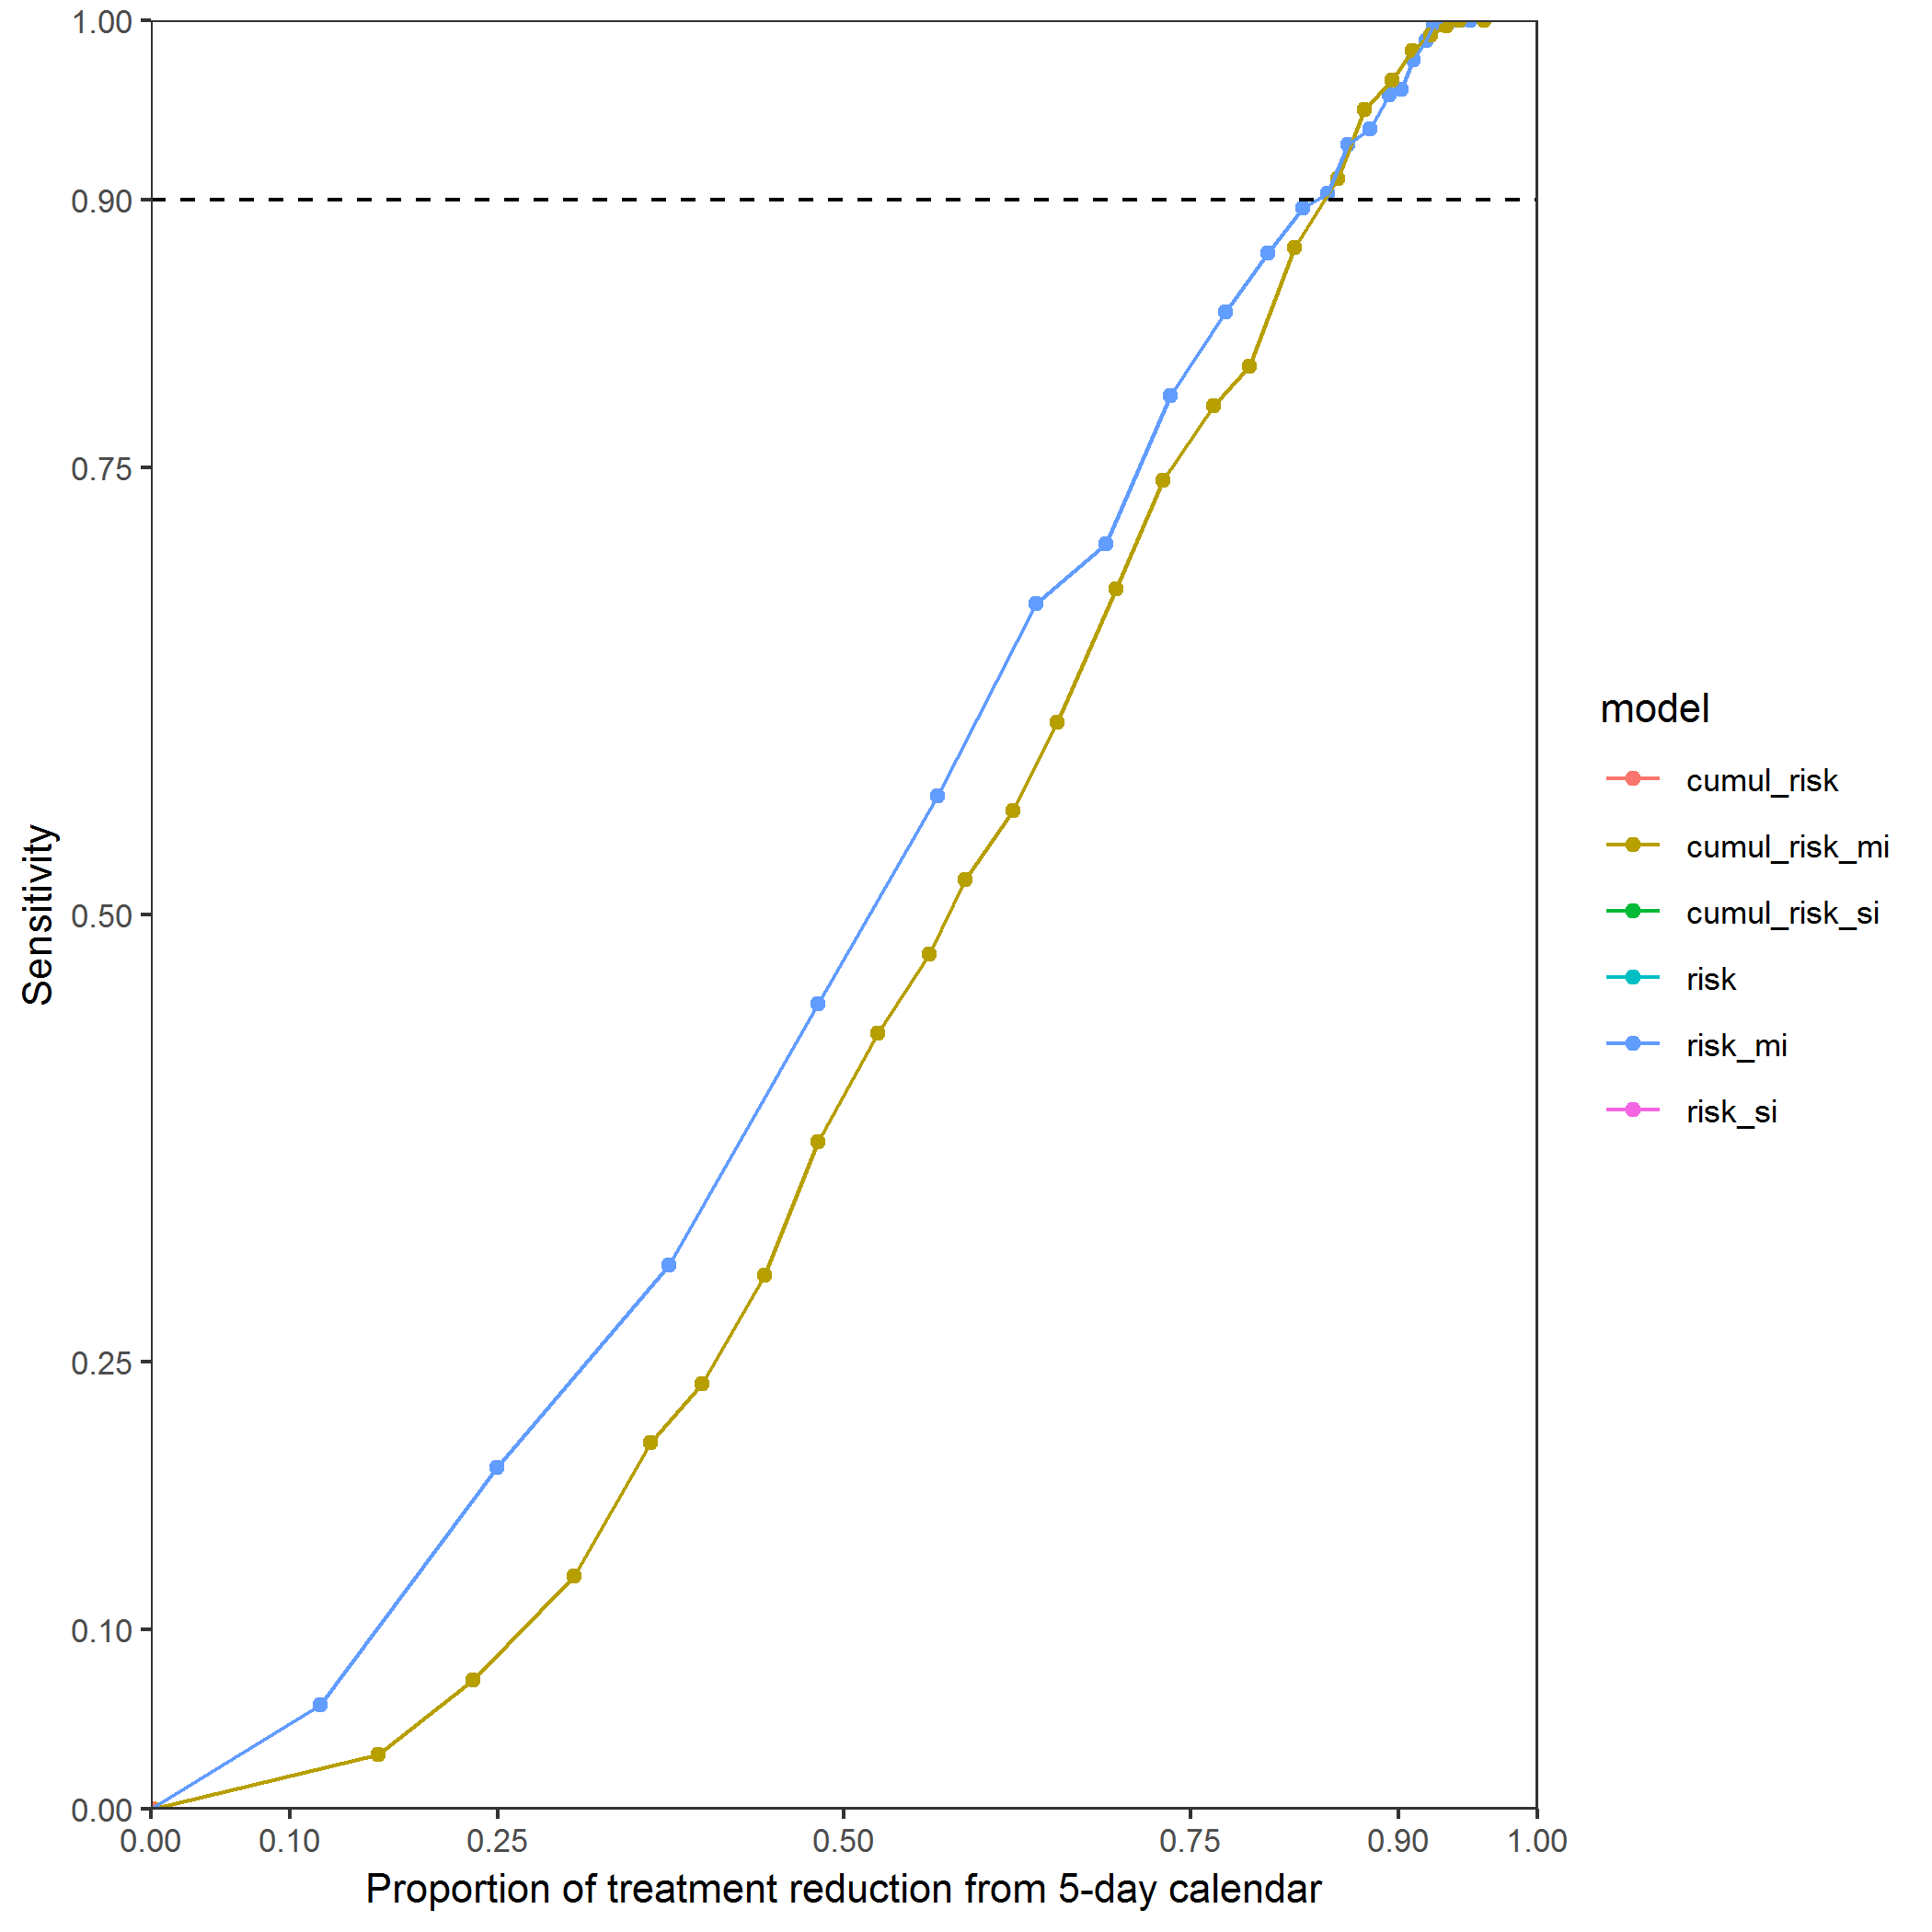 1.00
0.90
0.75
0.50
0.25
0.10
0.00
Sensitivity
0.00 0.10 0.25 0.50 0.75 0.90 1.00
Proportion of treatment reduction from 5-day calendar
model
cumul_risk
cumul_risk_mi
cumul_risk_si
risk
risk_mi
risk_si